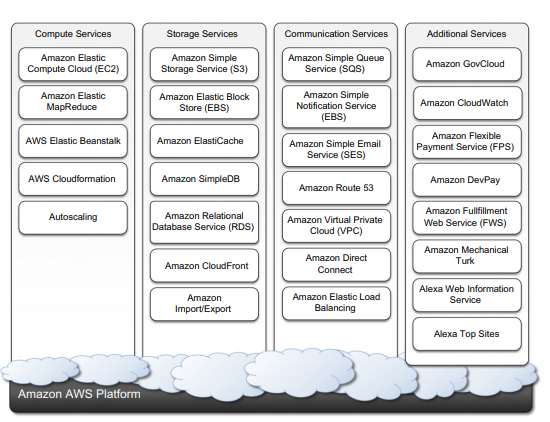 Compute Services
Amazon Elastic
Compute Cloud (EC2)
Amazon Elastic
MapReduce
AWS Elastic Beanstalk
AWS Cloudformation
Autoscaling
Storage Services
Amazon Simple
Storage Service (S3)
Amazon Elastic Block
Store (EBS)
Amazon ElastiCache
Amazon SimpleDB
Amazon Relational
Database Service (RDS)
Amazon CloudFront
Amazon
Import/Export
Communication Services
Amazon Simple Queue
Service (SQS)
Amazon Simple
Notification Service
(EBS)
Amazon Simple Email
Service (SES)
Amazon Route 53
Amazon Virtual Private
Cloud (VPC)
Amazon Direct
Connect
Amazon Elastic Load
Balancing
Additional Services
Amazon GovCloud
Amazon CloudWatch
Amazon Flexible
Payment Service (FPS)
Amazon DevPay
Amazon Fullfillment
Web Service (FWS)
Amazon Mechanical
Turk
Alexa Web Information
Service
Alexa Top Sites
Amazon AWS Platform